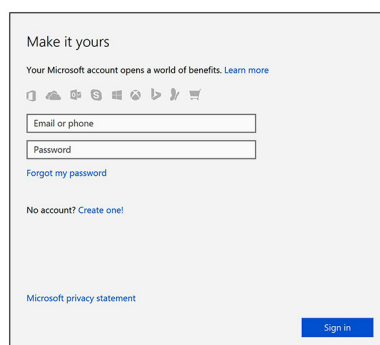 Make it yours
Your Microsoft account opens a world of benefits. Learn more
Email or phone
Password
Forgot my password
No account? Create one!
Microsoft privacy statement
Sign in